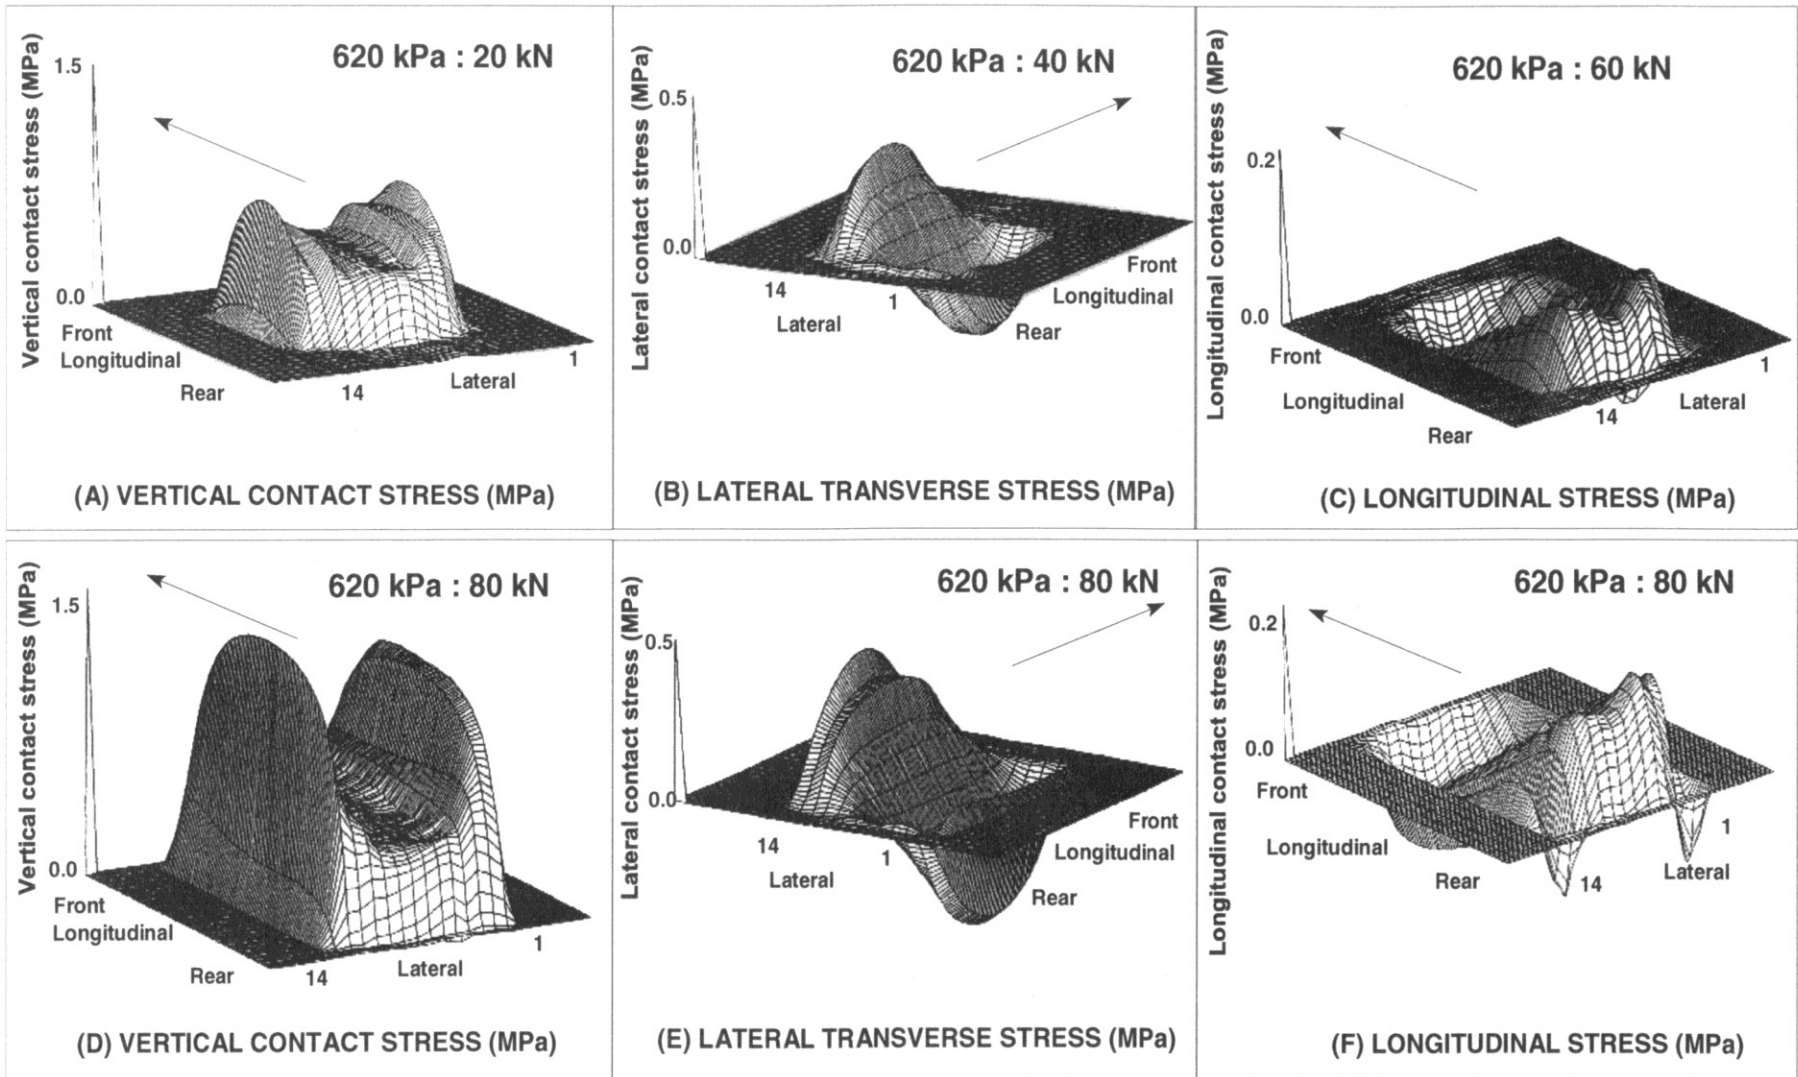 620 kPa : 20 kN
Vertical contact stress (MPa)
1.5
0.0
Front
Longitudinal
Rear
14
Lateral
1
(A) VERTICAL CONTACT STRESS (MPa)
620 kPa : 40 kN
Lateral contact stress (MPa)
0.5
0.0
14
Lateral
1
Front
Longitudinal
Rear
(B) LATERAL TRANSVERSE STRESS (MPa)
620 kPa : 60 kN
Longitudinal contact stress (MPa)
0.2
0.0
Front
Longitudinal
Rear
14
Lateral
1
(C) LONGITUDINAL STRESS (MPa)
620 kPa : 80 kN
Vertical contact stress (MPa)
1.5
0.0
Front
Longitudinal
Rear
14
Lateral
1
(D) VERTICAL CONTACT STRESS (MPa)
620 kPa : 80 kN
Lateral contact stress (MPa)
0.5
0.0
14
Lateral
1
Front
Longitudinal
Rear
(E) LATERAL TRANSVERSE STRESS (MPa)
620 kPa : 80 kN
Longitudinal contact stress (MPa)
0.2
0.0
Front
Longitudinal
Rear
14
Lateral
1
(F) LONGITUDINAL STRESS (MPa)